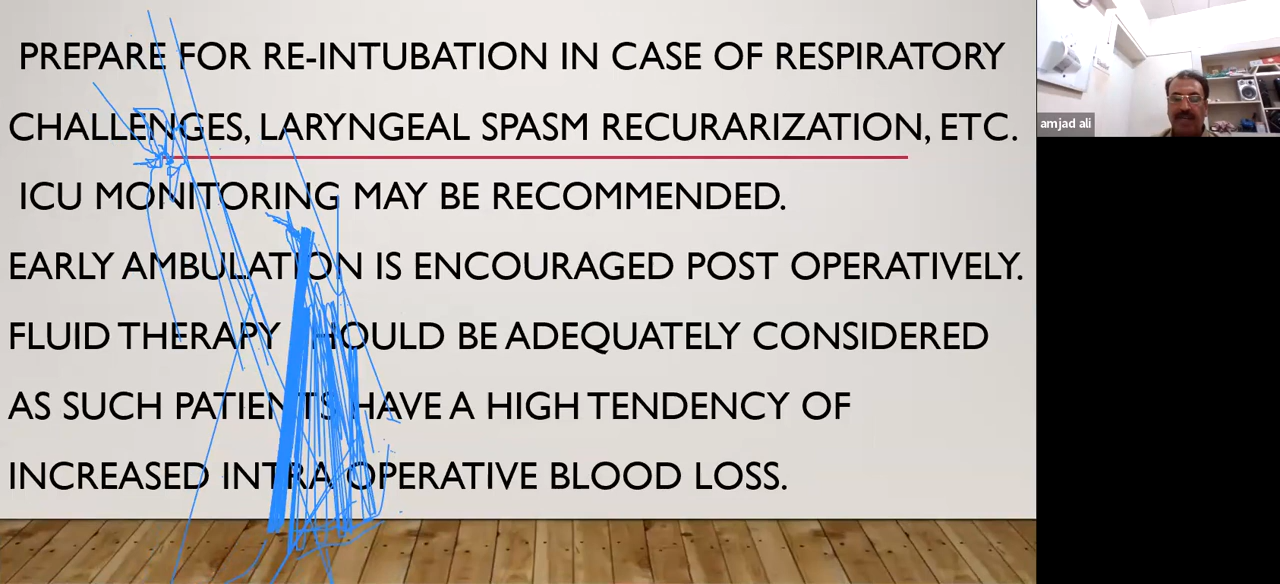 PREPARE FOR RE-INTUBATION IN CASE OF RESPIRATORY
CHALLENGES, LARYNGEAL SPASM RECURARIZATION, ETC.
ICU MONITORING MAY BE RECOMMENDED.
EARLY AMBULATION IS ENCOURAGED POST OPERATIVELY.
FLUID THERAPY SHOULD BE ADEQUATELY CONSIDERED
AS SUCH PATIENTS HAVE A HIGH TENDENCY OF
INCREASED INTRA OPERATIVE BLOOD LOSS.
amjad ali